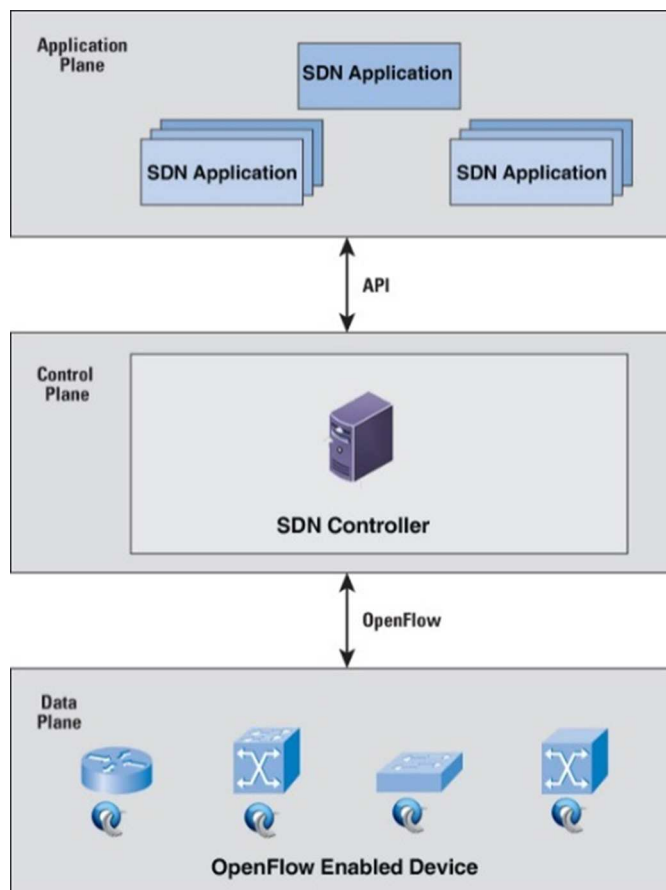 Application
Plane
SDN Application
SDN Application
SDN Application
API
Control
Plane
SDN Controller
OpenFlow
Data
Plane
OpenFlow Enabled Device